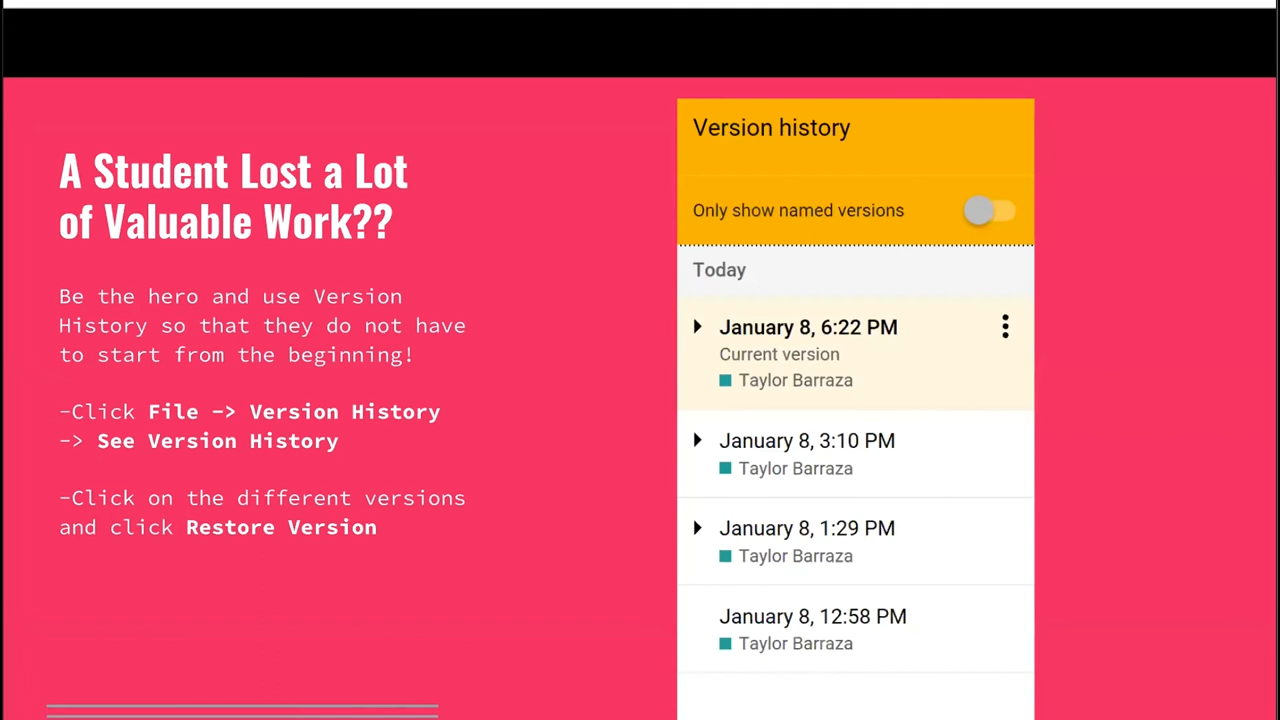 A Student Lost a Lot
of Valuable Work??
Be the hero and use Version
History so that they do not have
to start from the beginning!
-Click File -> Version History
-> See Version History
-Click on the different versions
and click Restore Version
Version history
Only show named versions
Today
January 8, 6:22 PM
Current version
Taylor Barraza
January 8, 3:10 PM
Taylor Barraza
January 8, 1:29 PM
Taylor Barraza
January 8, 12:58 PM
Taylor Barraza